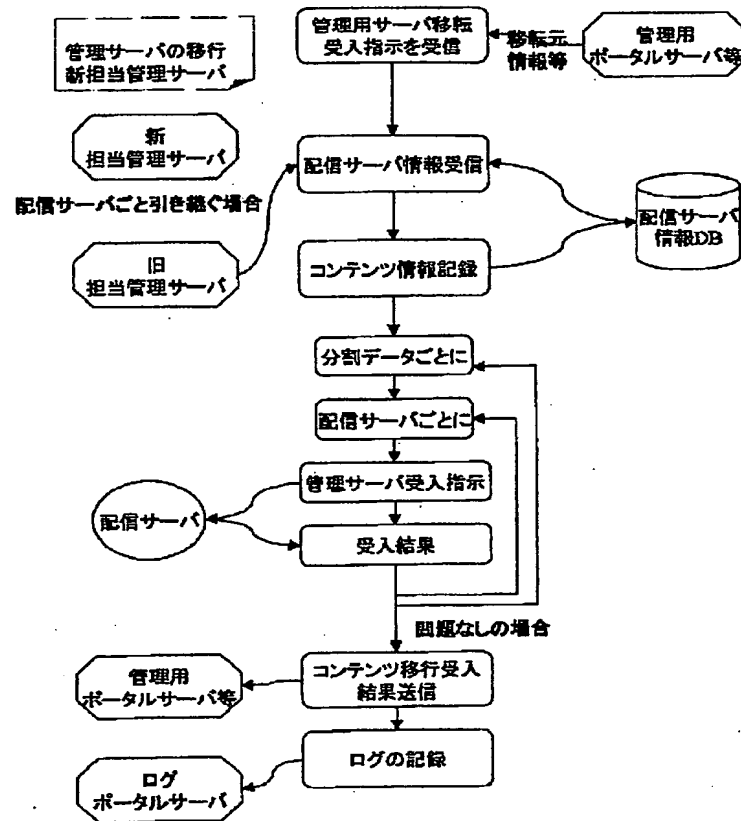 管理サーバの移行
新担当管理サーバ
管理用サーバ移転
受入指示を受信
移転元
情報等
管理用
ポータルサーバ等
新
担当管理サーバ
配信サーバ情報受信
配信サーバごと引き継ぐ場合
配信サーバ
情報DB
旧
担当管理サーバ
コンテンツ情報記録
分割データごとに
配信サーバごとに
管理サーバ受入指示
配信サーバ
受入結果
問題なしの場合
管理用
ポータルサーバ等
コンテンツ移行受入
結果送信
ログの記録
ログ
ポータルサーバ